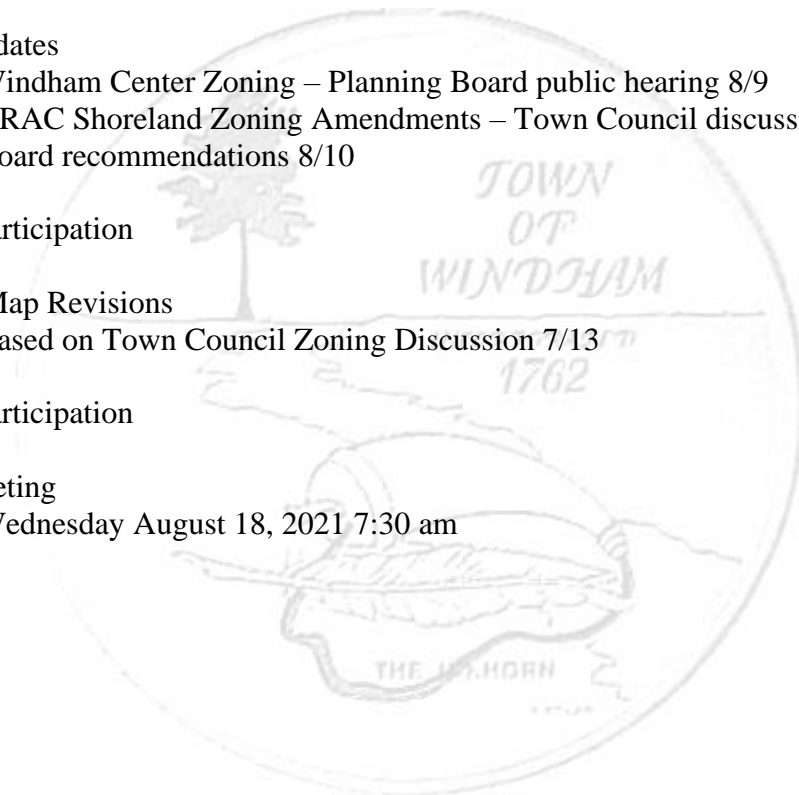 dates
Windham Center Zoning – Planning Board public hearing 8/9
RAC Shoreland Zoning Amendments – Town Council discuss
oard recommendations 8/10
TOWN
OF
WINDHAM
articipation
Map Revisions
ased on Town Council Zoning Discussion 7/13
1762
articipation
eting
Wednesday August 18, 2021 7:30 am
THE